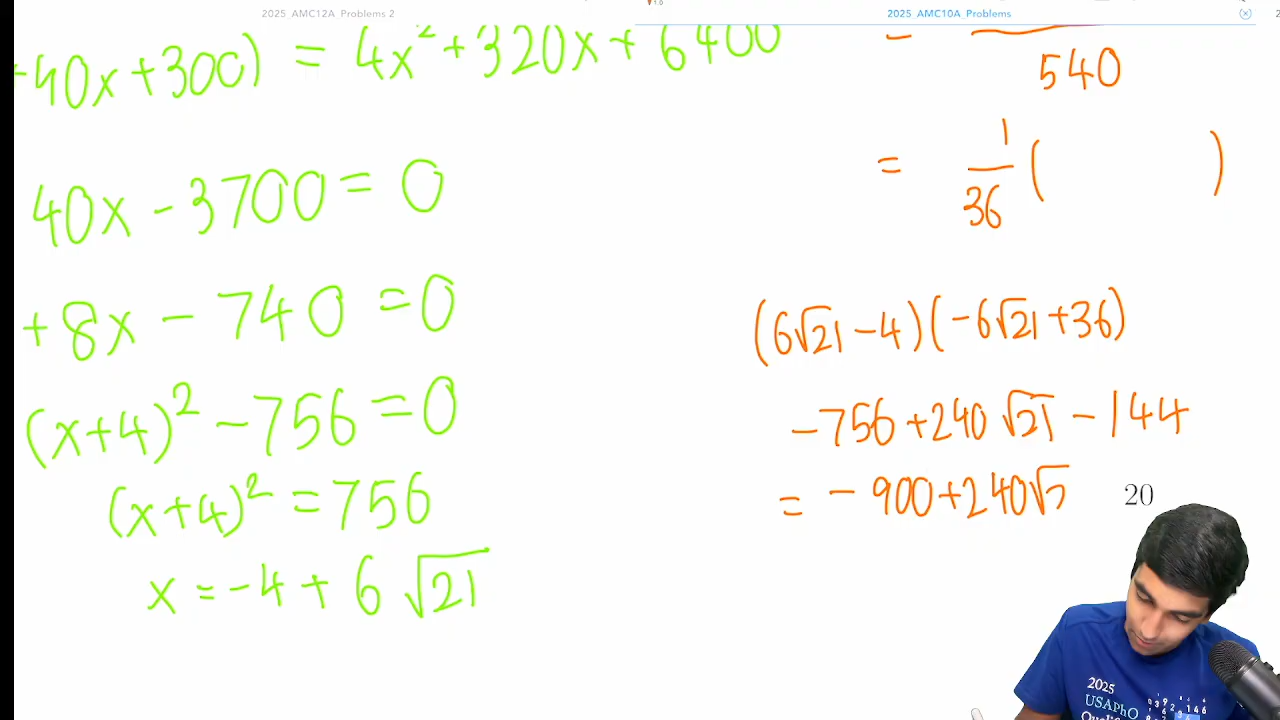 2025_AMC12A_Problems 2
2025_AMC10A_Problems
+40x+300) = 4x²+320x+6400
40x - 3700 = 0
+8x - 740 = 0
(x+4)² - 756 = 0
(x+4)² = 756
x = -4 + 6√21
= 540
= 1/36 ( )
(6√21 - 4)(-6√21 + 36)
-756 + 240√21 - 144
= -900 + 240√2
20
2025
USAPhO